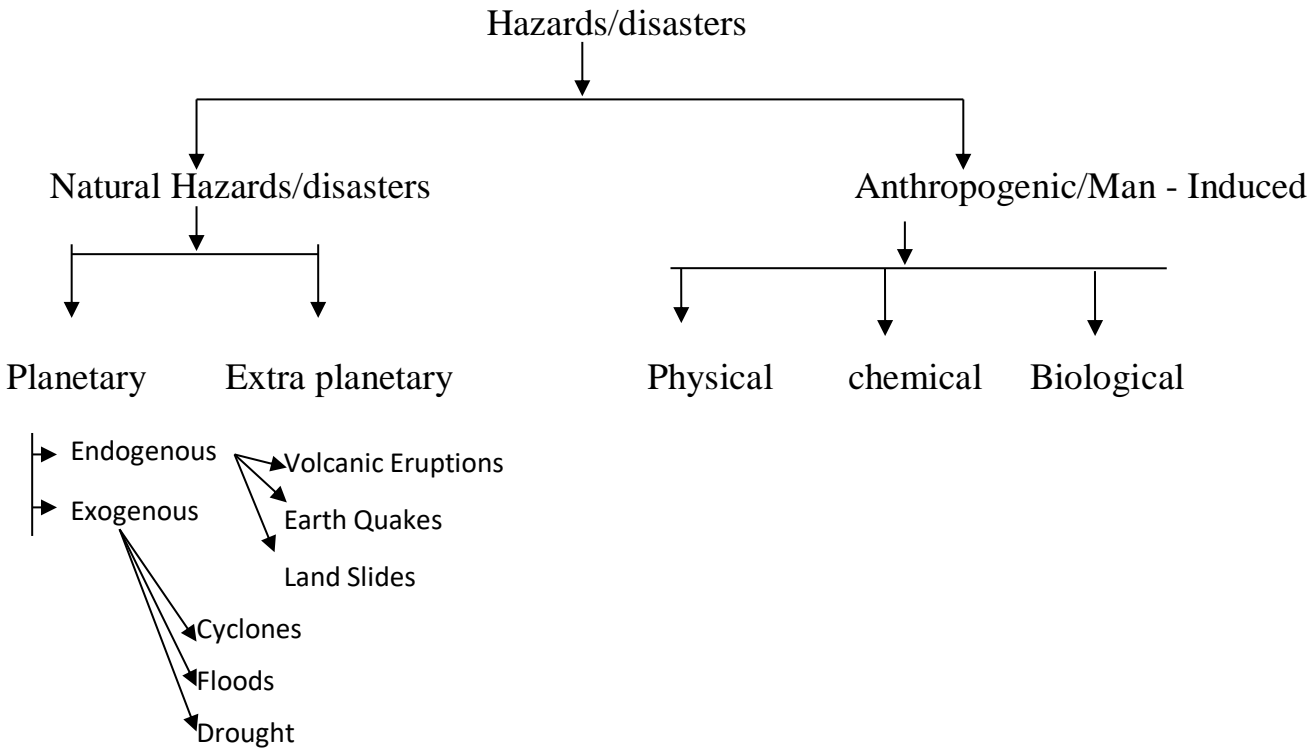 Hazards/disasters
Natural Hazards/disasters
Anthropogenic/Man - Induced
Planetary
Extra planetary
Physical
chemical
Biological
Endogenous
Volcanic Eruptions
Exogenous
Earth Quakes
Land Slides
Cyclones
Floods
Drought